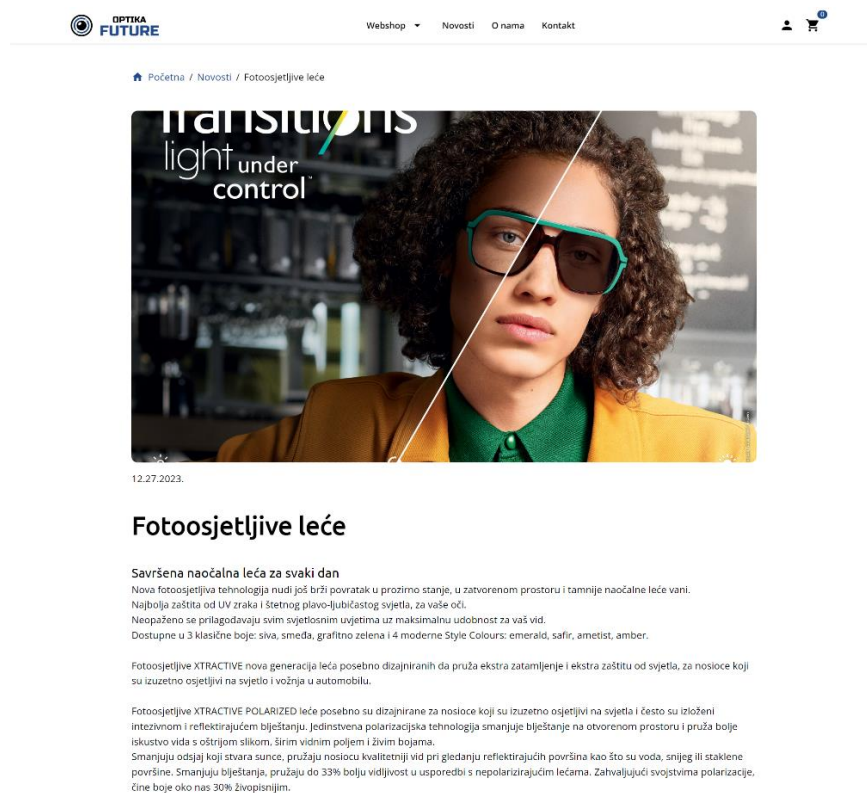 OPTIKA
FUTURE
Webshop
Novosti
O nama
Kontakt
0
Početna / Novosti / Fotoosjetljive leće
Transitions
light under
control™
12.27.2023.
Fotoosjetljive leće
Savršena naočalna leća za svaki dan
Nova fotoosjetljiva tehnologija nudi još brži povratak u prozirno stanje, u zatvorenom prostoru i tamnije naočalne leće vani.
Najbolja zaštita od UV zraka i štetnog plavo-ljubičastog svjetla, za vaše oči.
Neopaženo se prilagođavaju svim svjetlosnim uvjetima uz maksimalnu udobnost za vaš vid.
Dostupne u 3 klasične boje: siva, smeđa, grafitno zelena i 4 moderne Style Colours: emerald, safir, ametist, amber.
Fotoosjetljive XTRACTIVE nova generacija leća posebno dizajniranih da pruža ekstra zatamljenje i ekstra zaštitu od svjetla, za nosioce koji
su izuzetno osjetljivi na svjetlo i vožnja u automobilu.
Fotoosjetljive XTRACTIVE POLARIZED leće posebno su dizajnirane za nosioce koji su izuzetno osjetljivi na svjetla i često su izloženi
intezivnom i reflektirajućem blještanju. Jedinstvena polarizacijska tehnologija smanjuje blještanje na otvorenom prostoru i pruža bolje
iskustvo vida s oštrijom slikom, širim vidnim poljem i živim bojama.
Smanjuju odsjaj koji stvara sunce, pružaju nosiocu kvalitetniji vid pri gledanju reflektirajućih površina kao što su voda, snijeg ili staklene
površine. Smanjuju blještanja, pružaju do 33% bolju vidljivost u usporedbi s nepolarizirajućim lećama. Zahvaljujući svojstvima polarizacije,
čine boje oko nas 30% živopisnijim.